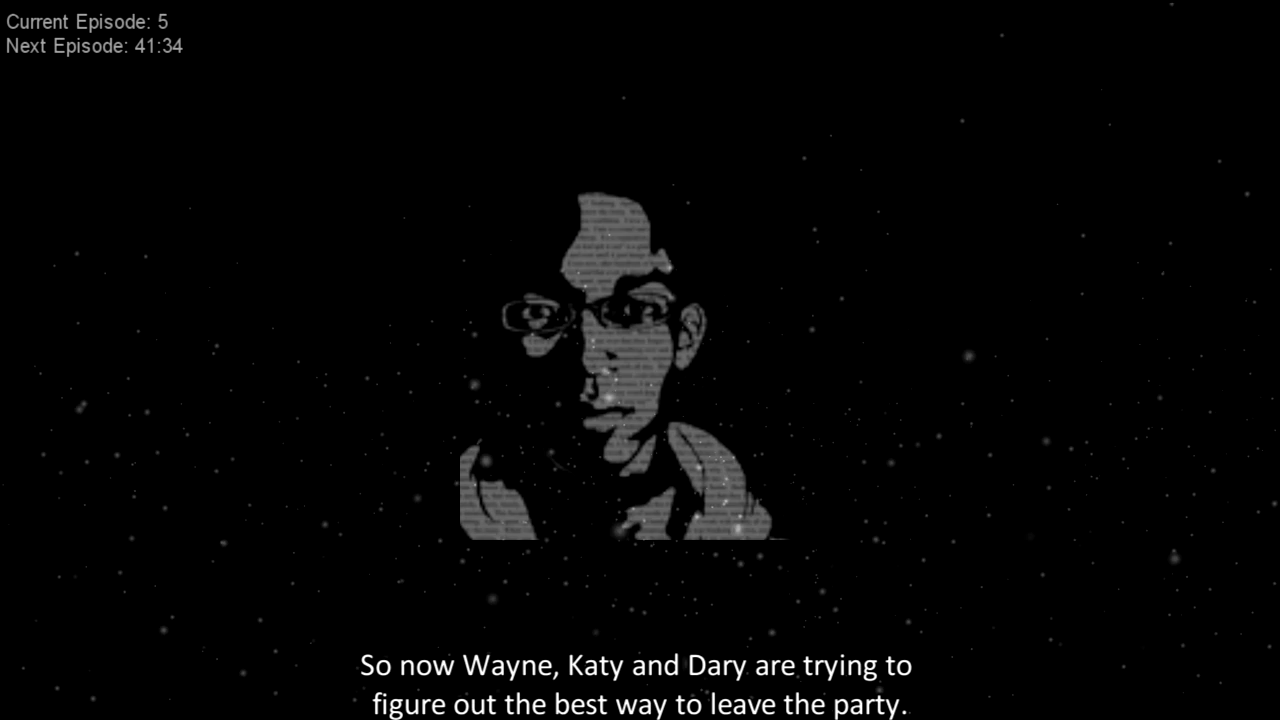 Current Episode: 5
Next Episode: 41:34
So now Wayne, Katy and Dary are trying to
figure out the best way to leave the party.